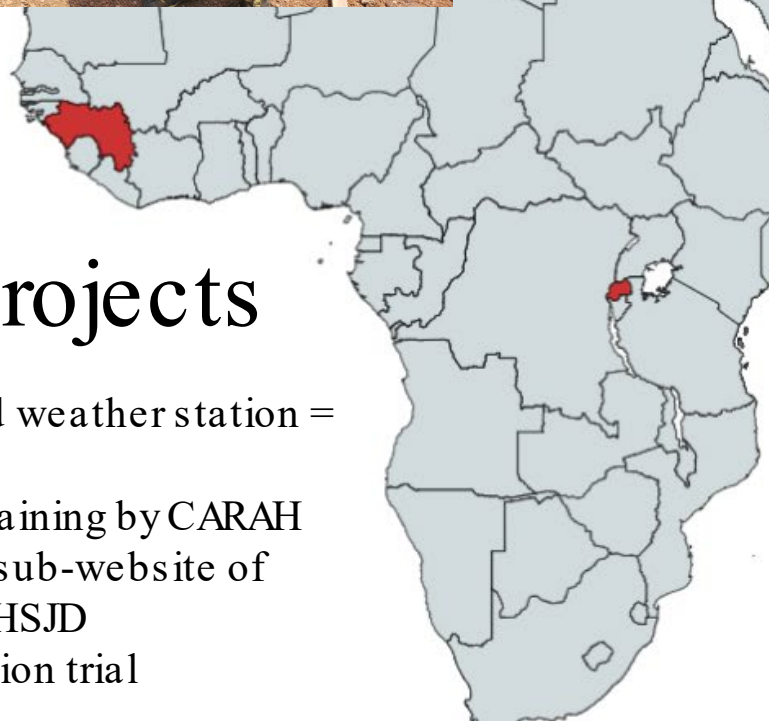 rojects
d weather station =
aining by CARAH
sub-website of
HSJD
ion trial